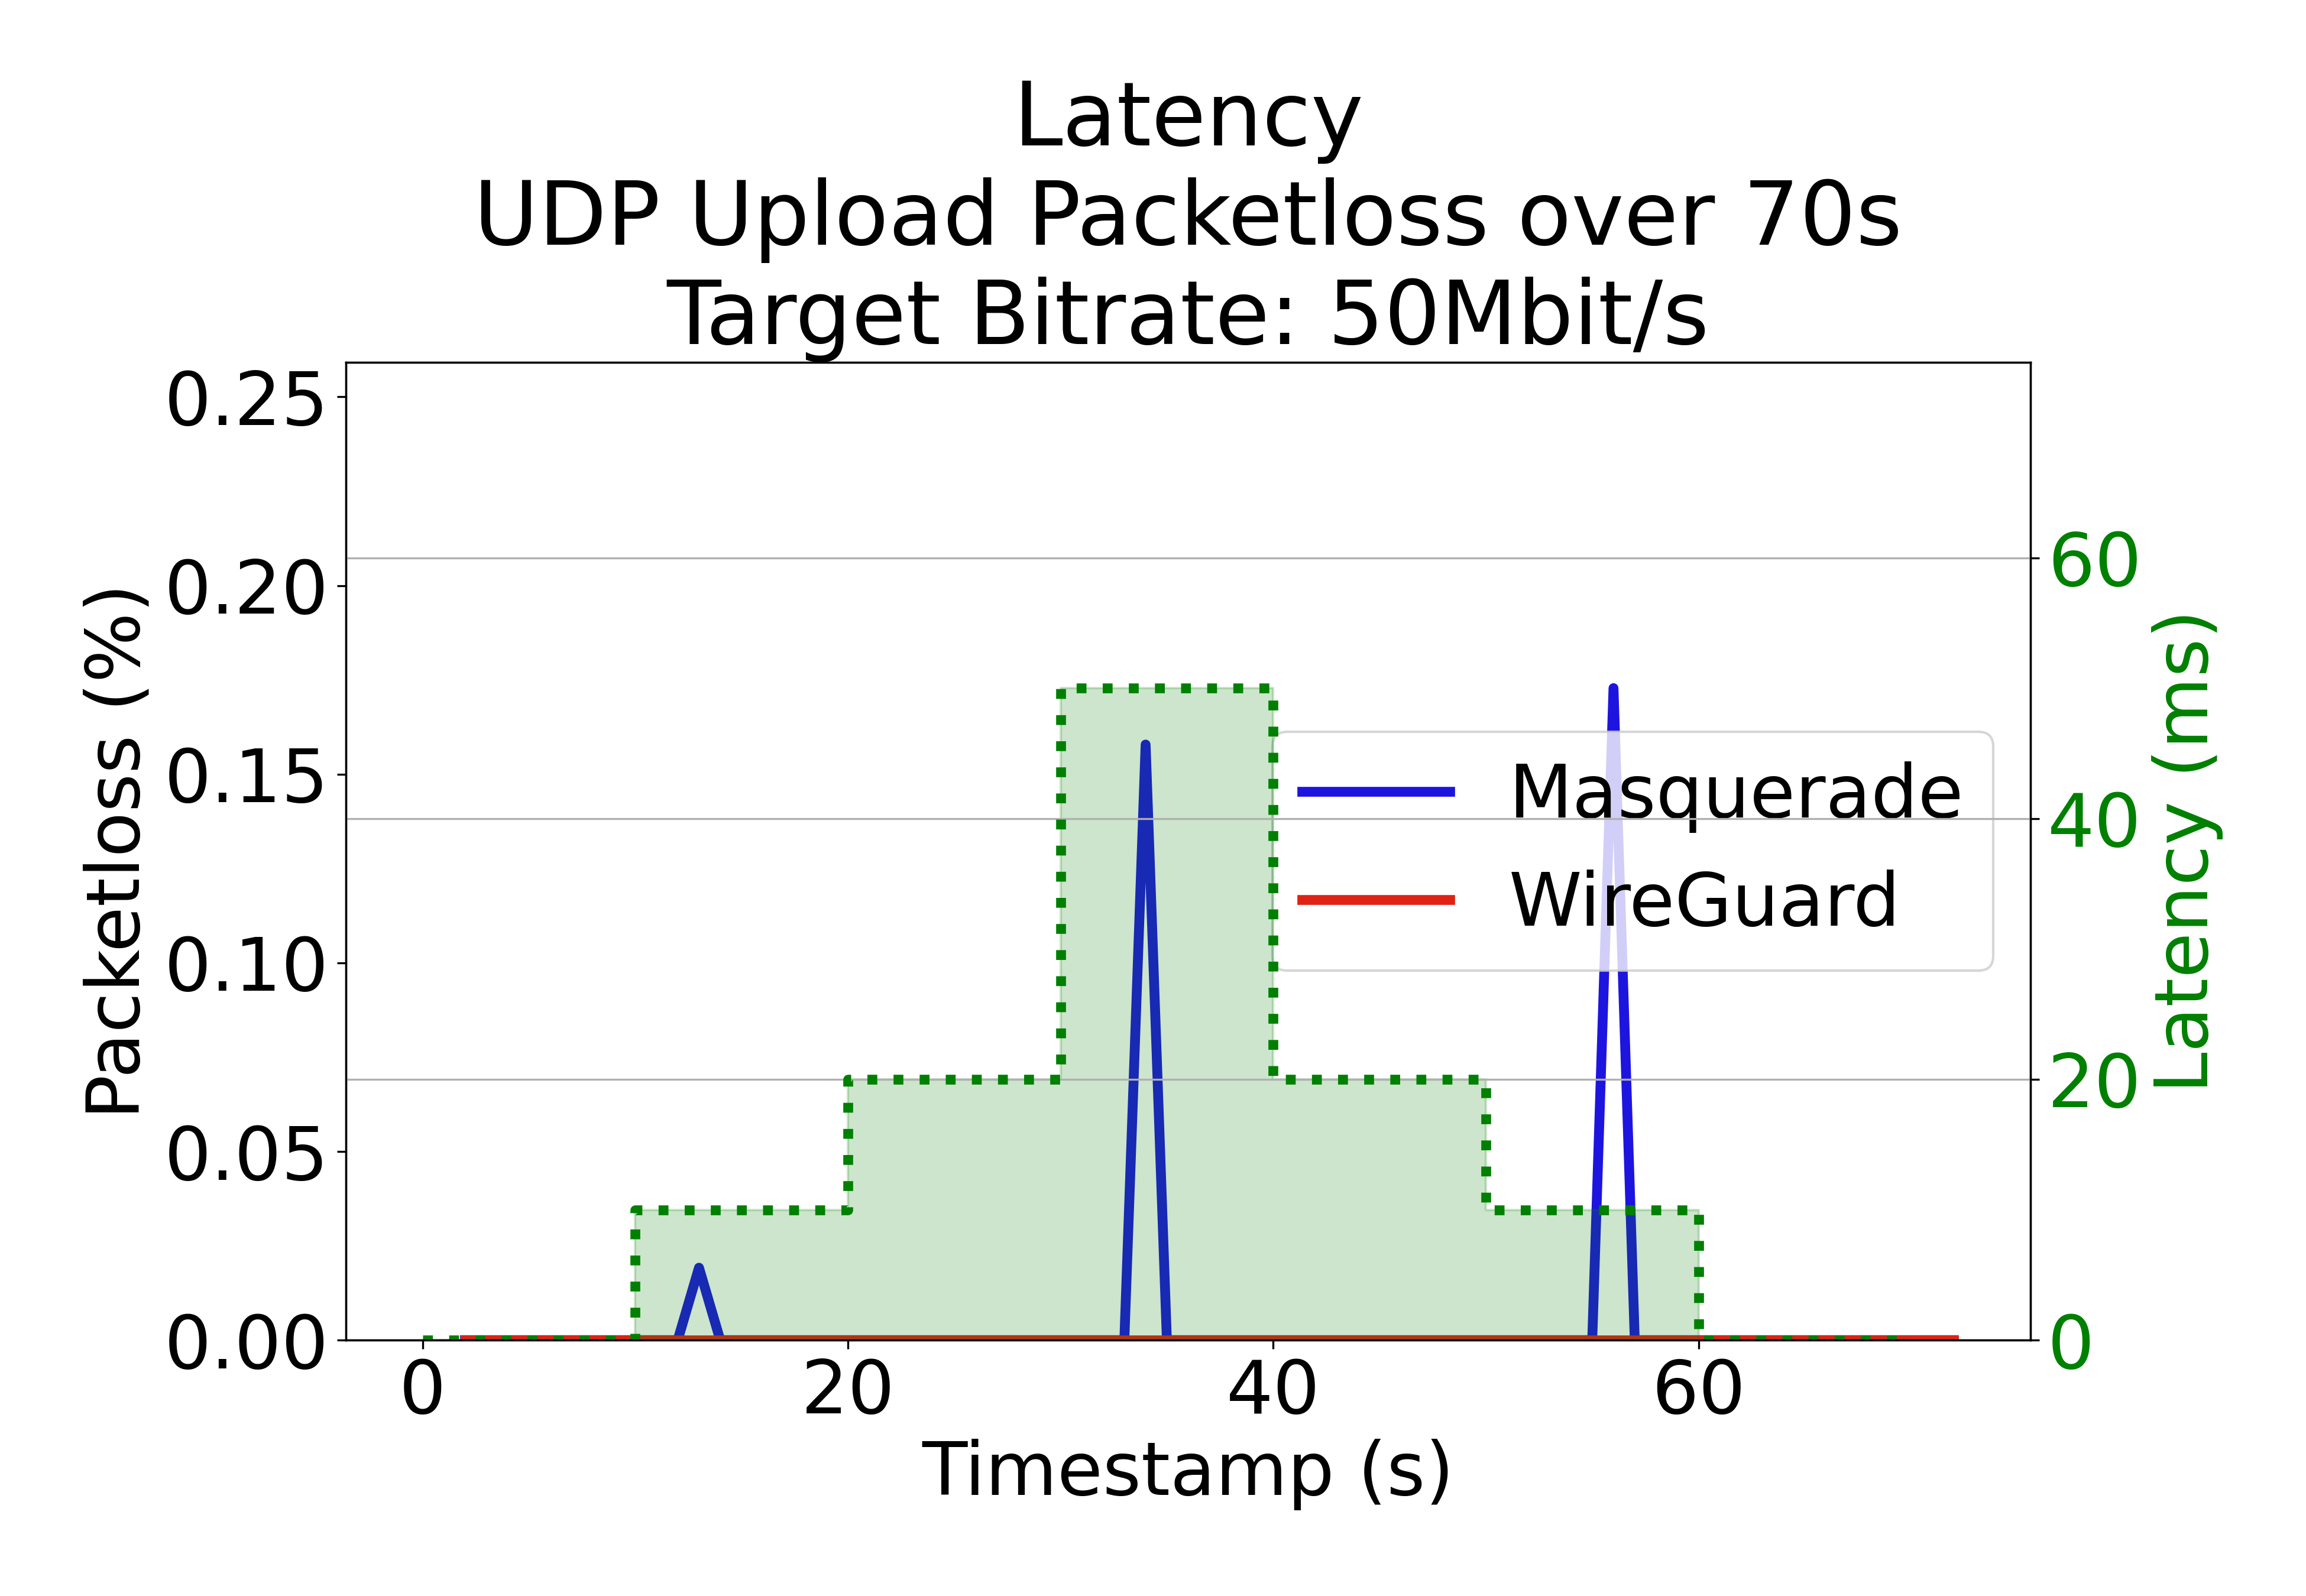 Latency
UDP Upload Packetloss over 70s
Target Bitrate: 50Mbit/s
Packetloss (%)
0.25
0.20
0.15
0.10
0.05
0.00
Masquerade
WireGuard
60
40
20
0
Latency (ms)
0
20
40
60
Timestamp (s)